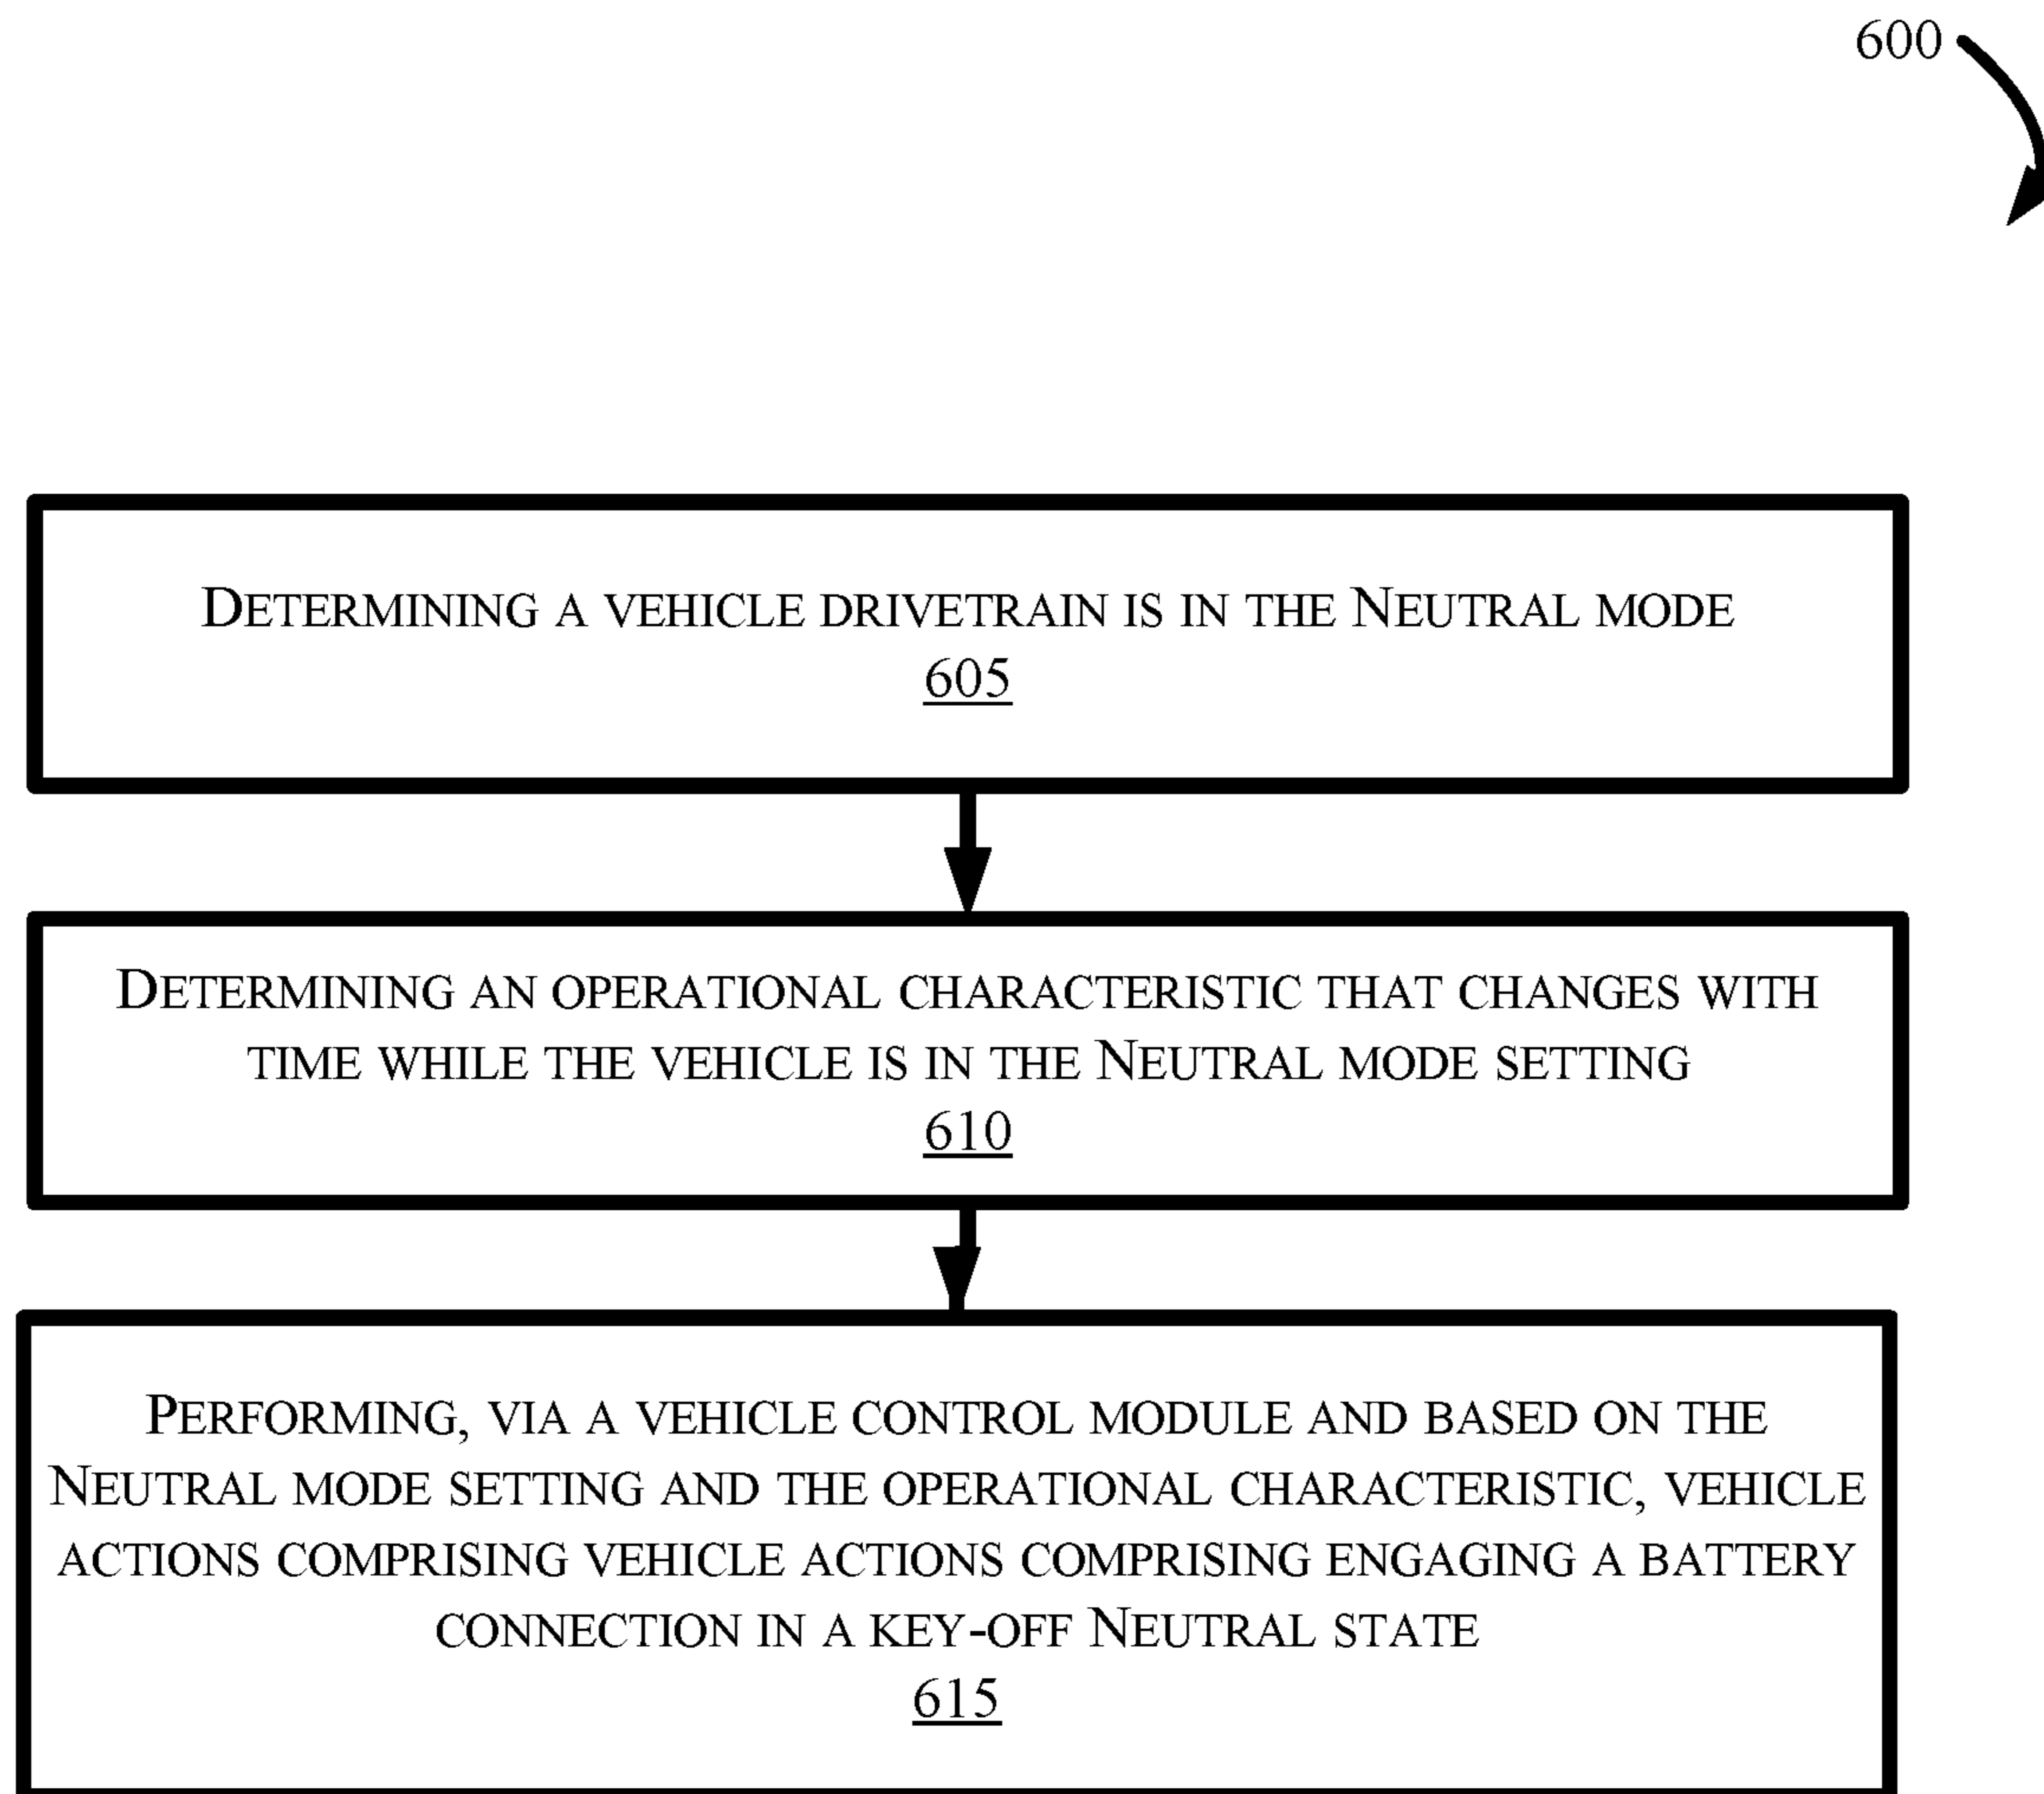 600
Determining a vehicle drivetrain is in the Neutral mode
605
Determining an operational characteristic that changes with
time while the vehicle is in the Neutral mode setting
610
Performing, via a vehicle control module and based on the
Neutral mode setting and the operational characteristic, vehicle
actions comprising vehicle actions comprising engaging a battery
connection in a key-off Neutral state
615